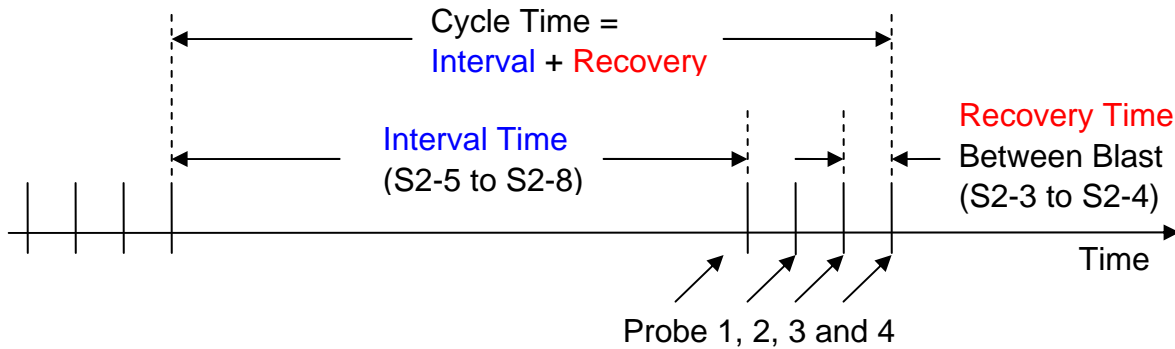 Cycle Time =
Interval + Recovery
Interval Time
(S2-5 to S2-8)
Recovery Time
Between Blast
(S2-3 to S2-4)
Time
Probe 1, 2, 3 and 4